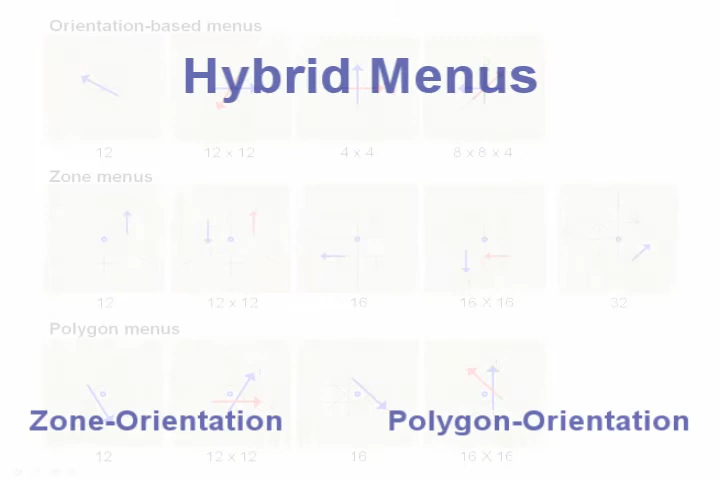 Orientation-based menus
Hybrid Menus
12
12 x 12
4 x 4
8 x 8 x 4
Zone menus
12
12 x 12
16
16 X 16
32
Polygon menus
Zone-Orientation
Polygon-Orientation
12
12 x 12
16
16 X 16